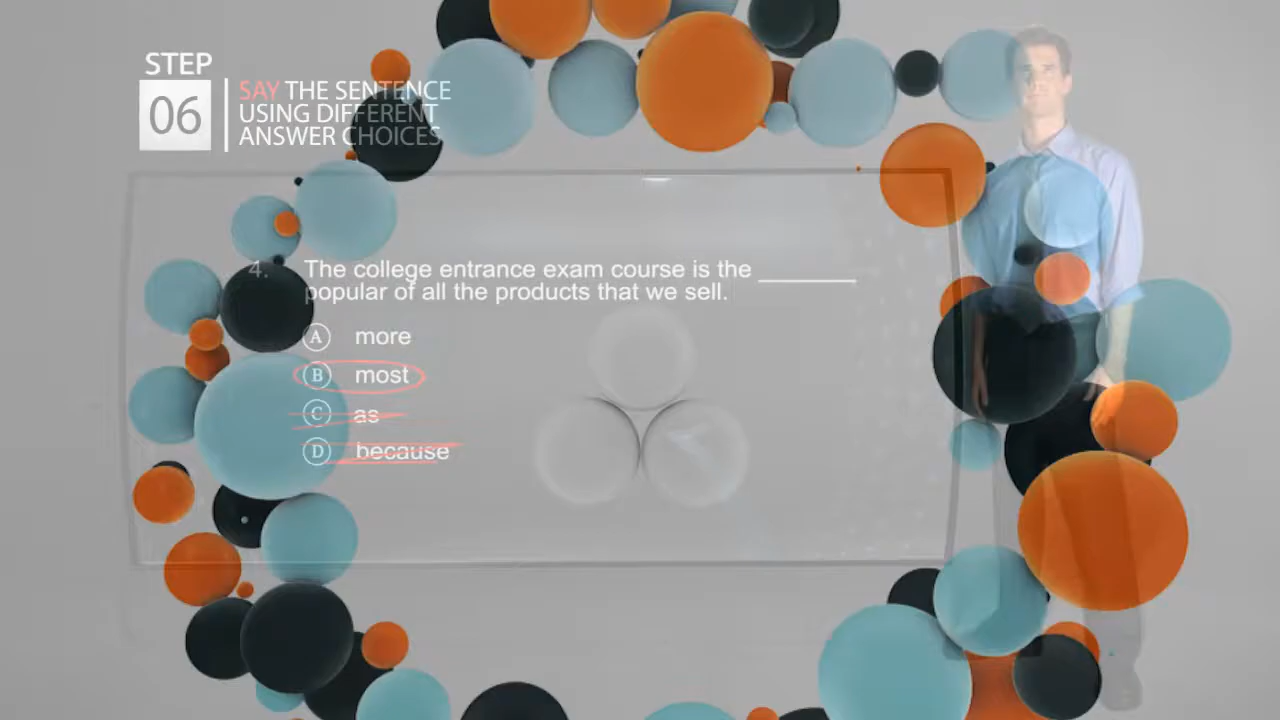 STEP
06
SAY THE SENTENCE
USING DIFFERENT
ANSWER CHOICES
4. The college entrance exam course is the ________
popular of all the products that we sell.
A more
B most
C as
D because